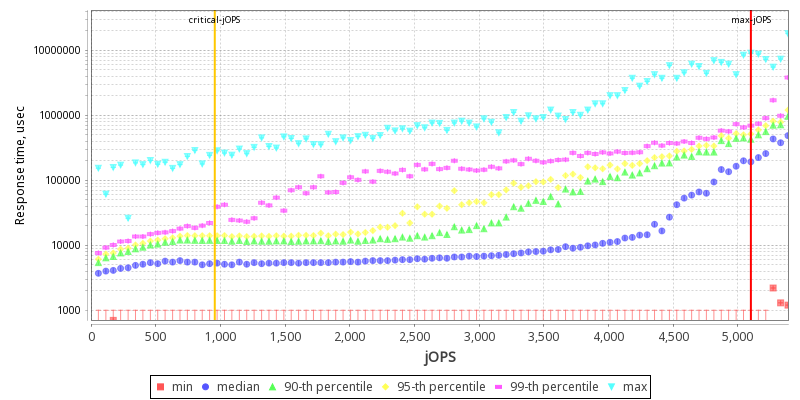 critical-jOPS
max-jOPS
10000000
1000000
100000
10000
1000
Response time, usec
0 500 1,000 1,500 2,000 2,500 3,000 3,500 4,000 4,500 5,000
jOPS
min median 90-th percentile 95-th percentile 99-th percentile max